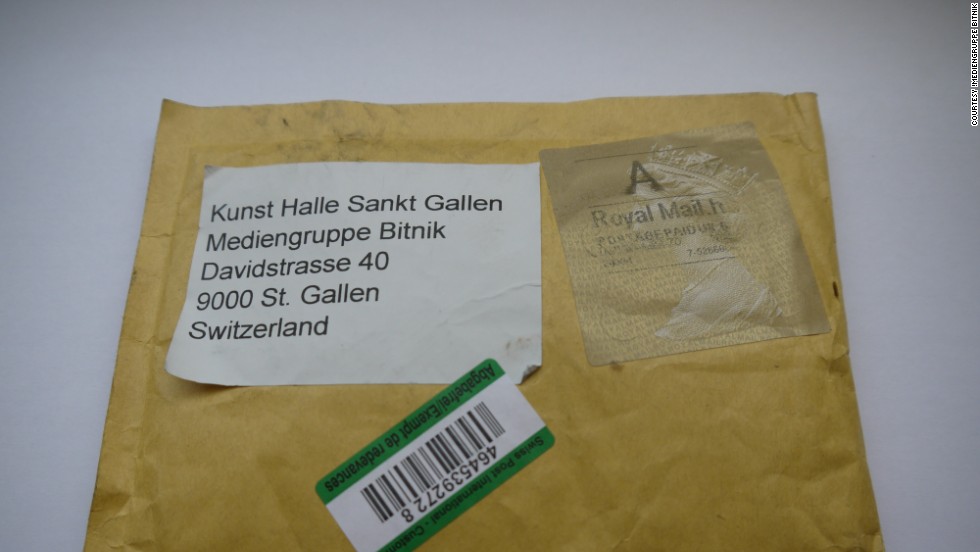 COURTESY !MEDIENGRUPPE BITNIK
Kunst Halle Sankt Gallen
Mediengruppe Bitnik
Davidstrasse 40
9000 St. Gallen
Switzerland
A
Royal Mail
Abgabefrei/Exempt de redevances
464539272 8
Swiss Post International - Custom